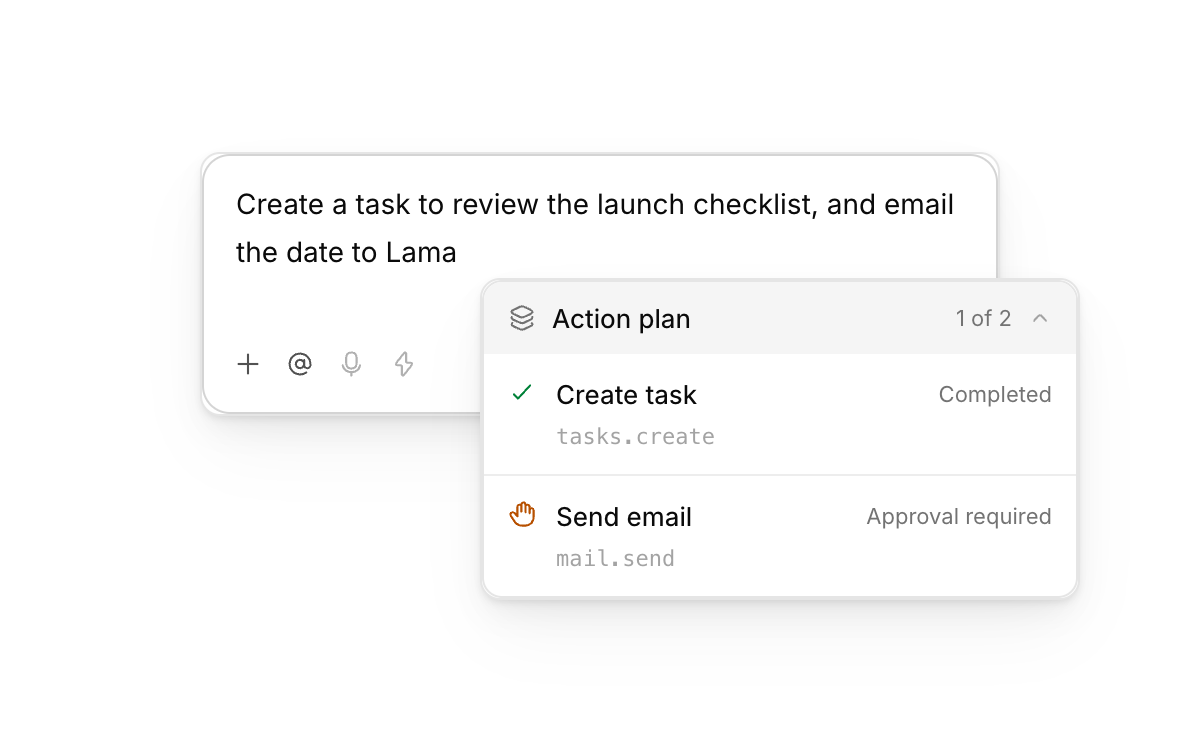 Create a task to review the launch checklist, and email
the date to Lama
Action plan
1 of 2
Create task
Completed
tasks.create
Send email
Approval required
mail.send